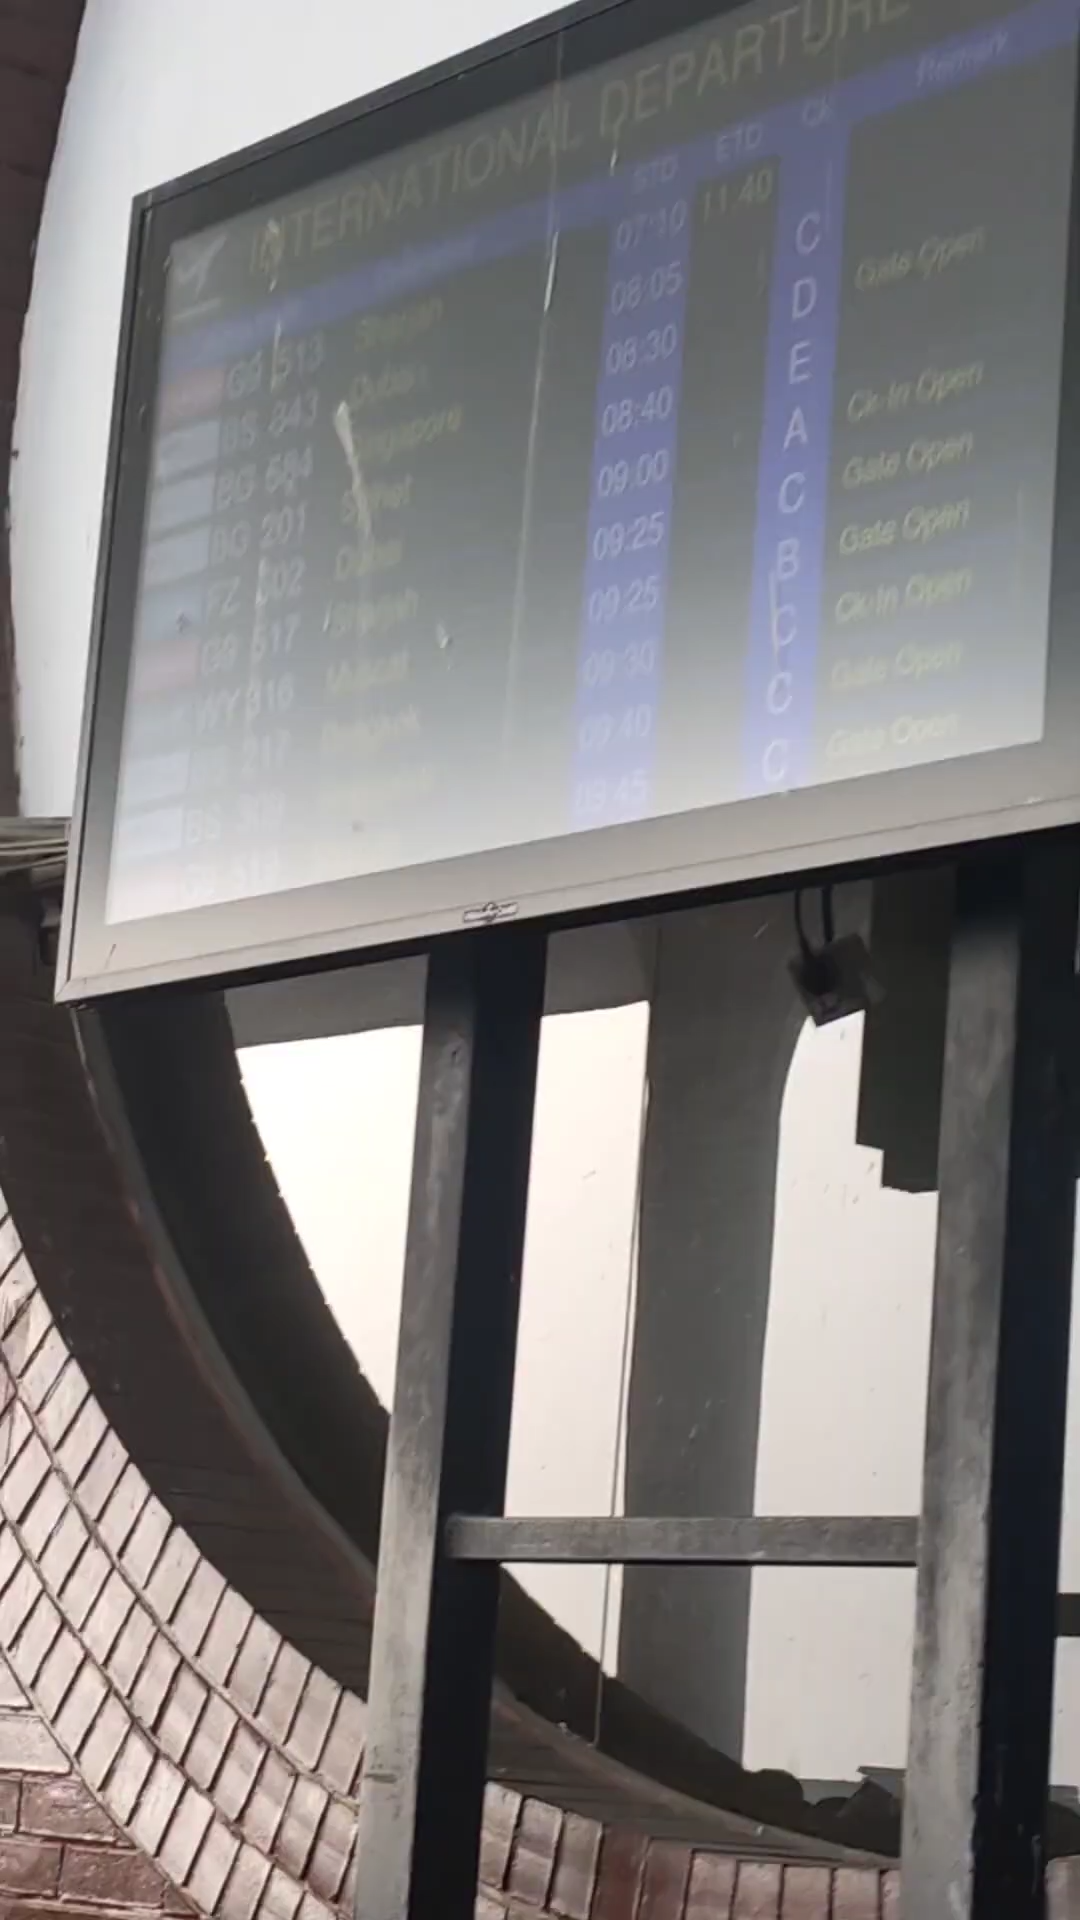 INTERNATIONAL DEPARTURE
STD ETD Ck Remark
G9 513 Sharjah 07:10 11:40 C
BS 343 Dubai 08:05 D Gate Open
BG 584 Singapore 08:30 E
BG 201 Sylhet 08:40 A Ck-In Open
FZ 502 Dubai 09:00 C Gate Open
G9 517 Sharjah 09:25 B Gate Open
WY 316 Muscat 09:25 C Ck-In Open
217 Bangkok 09:30 C Gate Open
BS 09:40 C Gate Open
09:45